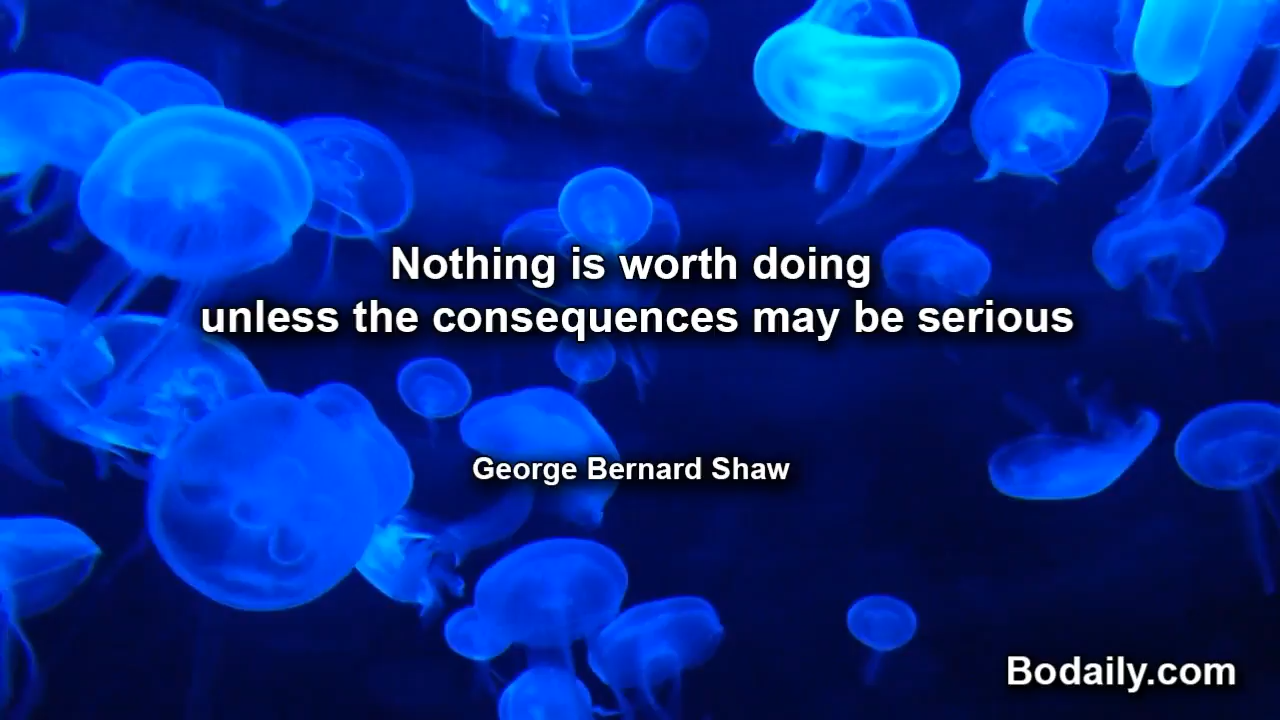 Nothing is worth doing
unless the consequences may be serious
George Bernard Shaw
Bodaily.com